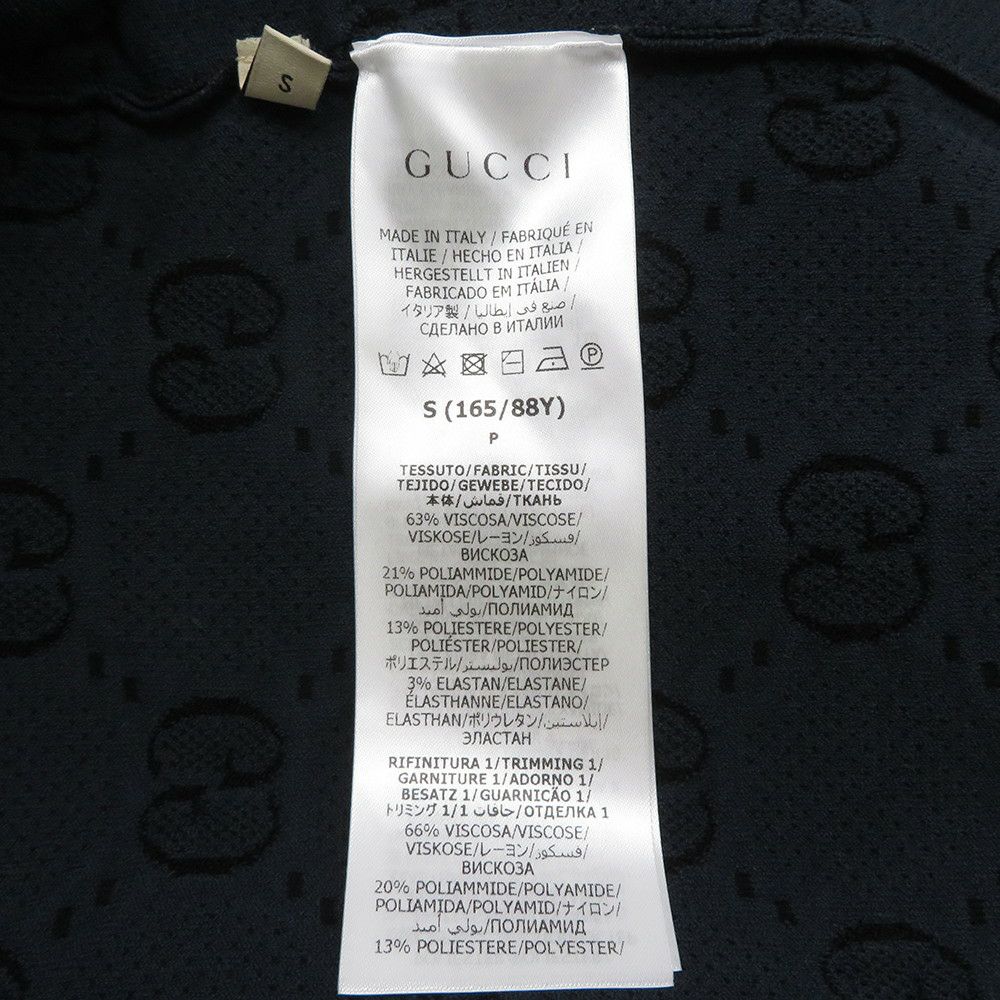 S
GUCCI
MADE IN ITALY / FABRIQUÉ EN
ITALIE / HECHO EN ITALIA /
HERGESTELLT IN ITALIEN /
FABRICADO EM ITÁLIA /
イタリア製 / صنع في إيطاليا /
СДЕЛАНО В ИТАЛИИ
P
S (165/88Y)
P
TESSUTO/FABRIC/TISSU/
TEJIDO/GEWEBE/TECIDO/
本体/قماش/ТКАНЬ
63% VISCOSA/VISCOSE/
VISKOSE/レーヨン/فسكوز/
ВИСКОЗА
21% POLIAMMIDE/POLYAMIDE/
POLIAMIDA/POLYAMID/ナイロン/
بولي أميد/ПОЛИАМИД
13% POLIESTERE/POLYESTER/
POLIÉSTER/POLIESTER/
ポリエステル/بوليستر/ПОЛИЭСТЕР
3% ELASTAN/ELASTANE/
ÉLASTHANNE/ELASTANO/
ELASTHAN/ポリウレタン/إيلاستين/
ЭЛАСТАН
RIFINITURA 1/TRIMMING 1/
GARNITURE 1/ADORNO 1/
BESATZ 1/GUARNICÃO 1/
トリミング 1/حافات 1/ОТДЕЛКА 1
66% VISCOSA/VISCOSE/
VISKOSE/レーヨン/فسكوز/
ВИСКОЗА
20% POLIAMMIDE/POLYAMIDE/
POLIAMIDA/POLYAMID/ナイロン/
بولي أميد/ПОЛИАМИД
13% POLIESTERE/POLYESTER/